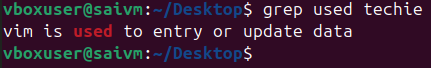 vboxuser@saivm:~/Desktop$ grep used techie
vim is used to entry or update data
vboxuser@saivm:~/Desktop$